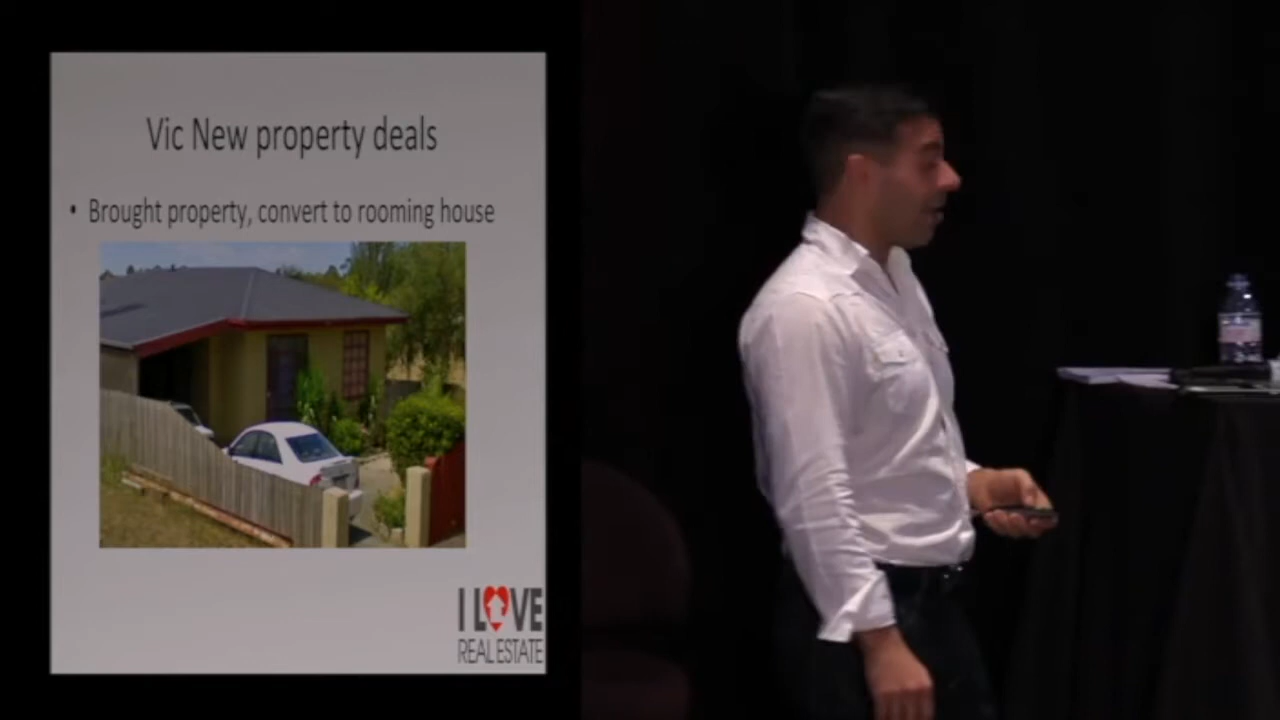 Vic New property deals
• Brought property, convert to rooming house
I LOVE
REAL ESTATE